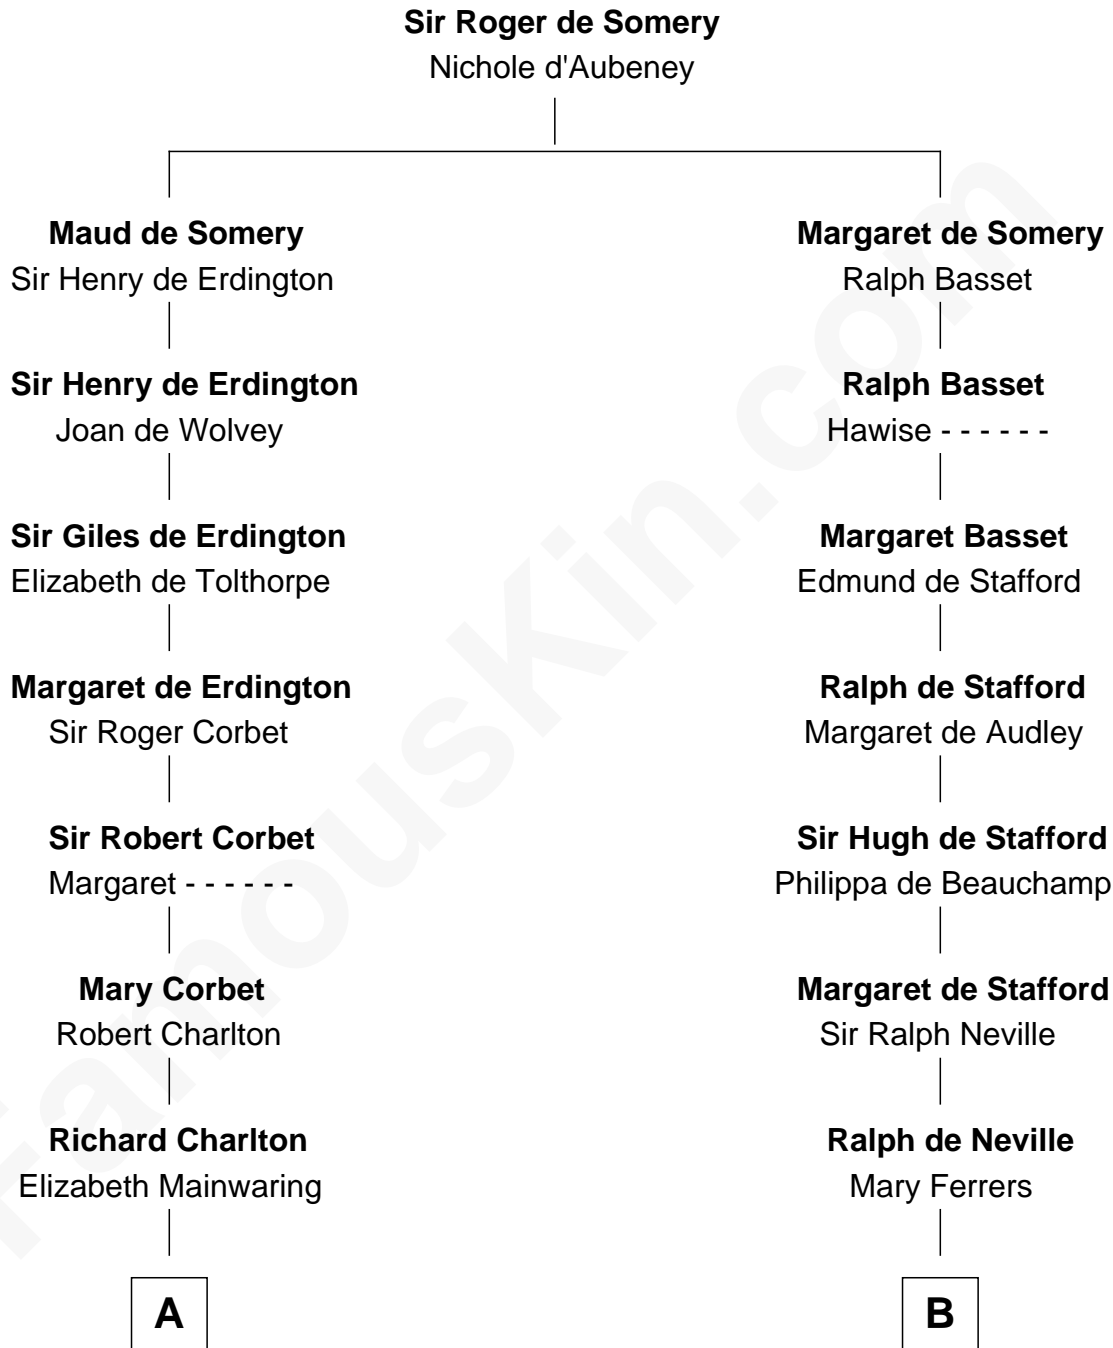 Sir Roger de Somery
Nichole d'Aubeney
Maud de Somery
Sir Henry de Erdington
Sir Henry de Erdington
Joan de Wolvey
Sir Giles de Erdington
Elizabeth de Tolthorpe
Margaret de Erdington
Sir Roger Corbet
Sir Robert Corbet
Margaret - - - - - -
Mary Corbet
Robert Charlton
Richard Charlton
Elizabeth Mainwaring
A
Margaret de Somery
Ralph Basset
Ralph Basset
Hawise - - - - - -
Margaret Basset
Edmund de Stafford
Ralph de Stafford
Margaret de Audley
Sir Hugh de Stafford
Philippa de Beauchamp
Margaret de Stafford
Sir Ralph Neville
Ralph de Neville
Mary Ferrers
B
FamousKin.com